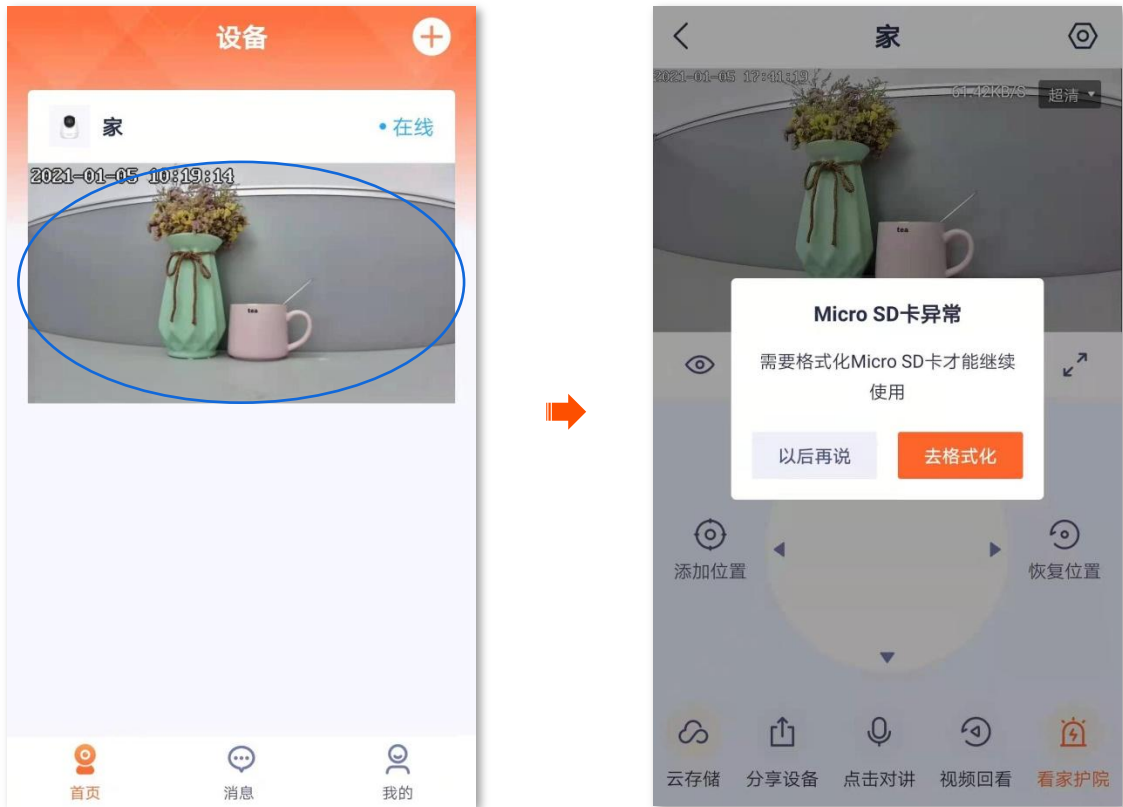 设备
家
在线
2021-01-05 10:19:14
tea
首页
消息
我的
家
2021-01-05 17:41:19
61.42KB/S
超清
tea
Micro SD卡异常
需要格式化Micro SD卡才能继续
使用
以后再说
去格式化
添加位置
恢复位置
云存储
分享设备
点击对讲
视频回看
看家护院